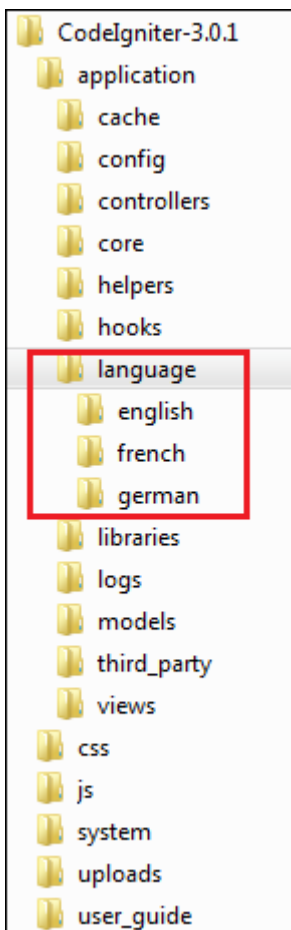 CodeIgniter-3.0.1
application
cache
config
controllers
core
helpers
hooks
language
english
french
german
libraries
logs
models
third_party
views
css
js
system
uploads
user_guide